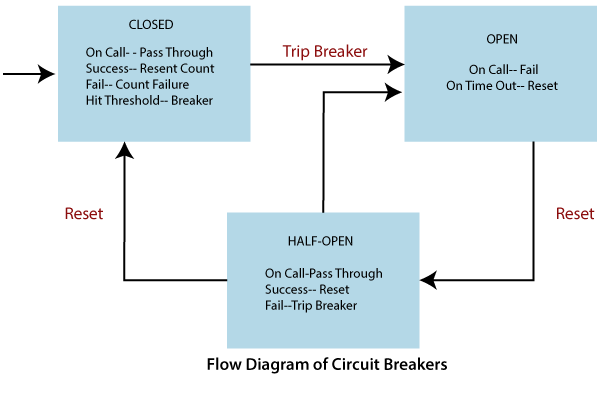 CLOSED
On Call- - Pass Through
Success-- Resent Count
Fail-- Count Failure
Hit Threshold-- Breaker
Trip Breaker
OPEN
On Call-- Fail
On Time Out-- Reset
Reset
Reset
HALF-OPEN
On Call-Pass Through
Success-- Reset
Fail--Trip Breaker
Flow Diagram of Circuit Breakers